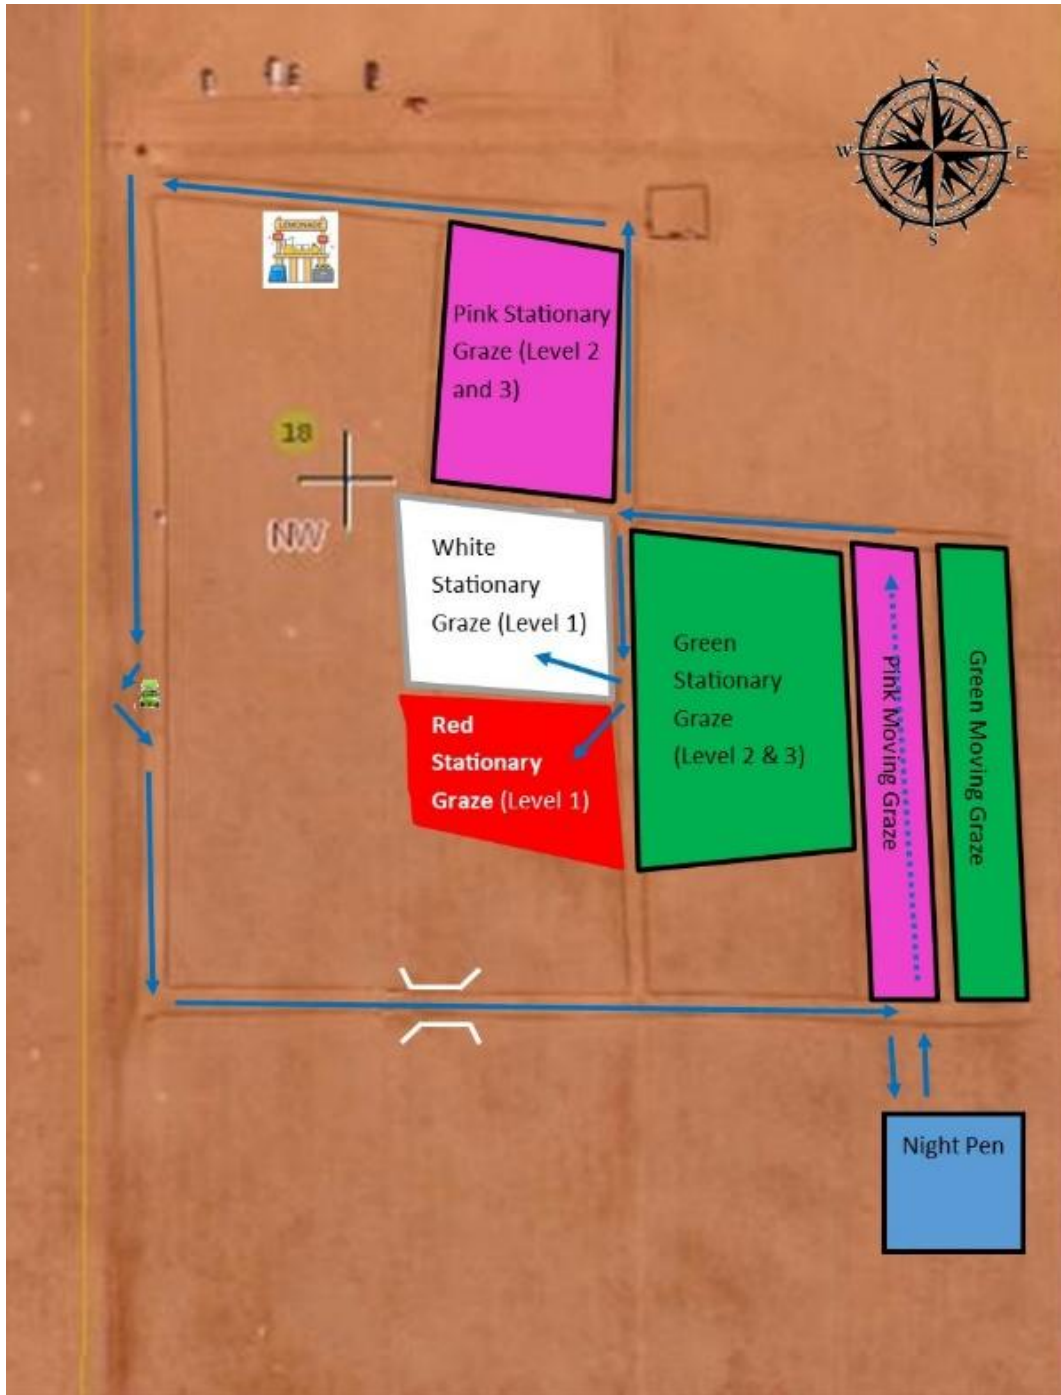 N
W
E
S
LEMONADE
Pink Stationary
Graze (Level 2
and 3)
18
NW
White
Stationary
Graze (Level 1)
Red
Stationary
Graze (Level 1)
Green
Stationary
Graze
(Level 2 & 3)
Pink Moving Graze
Green Moving Graze
Night Pen